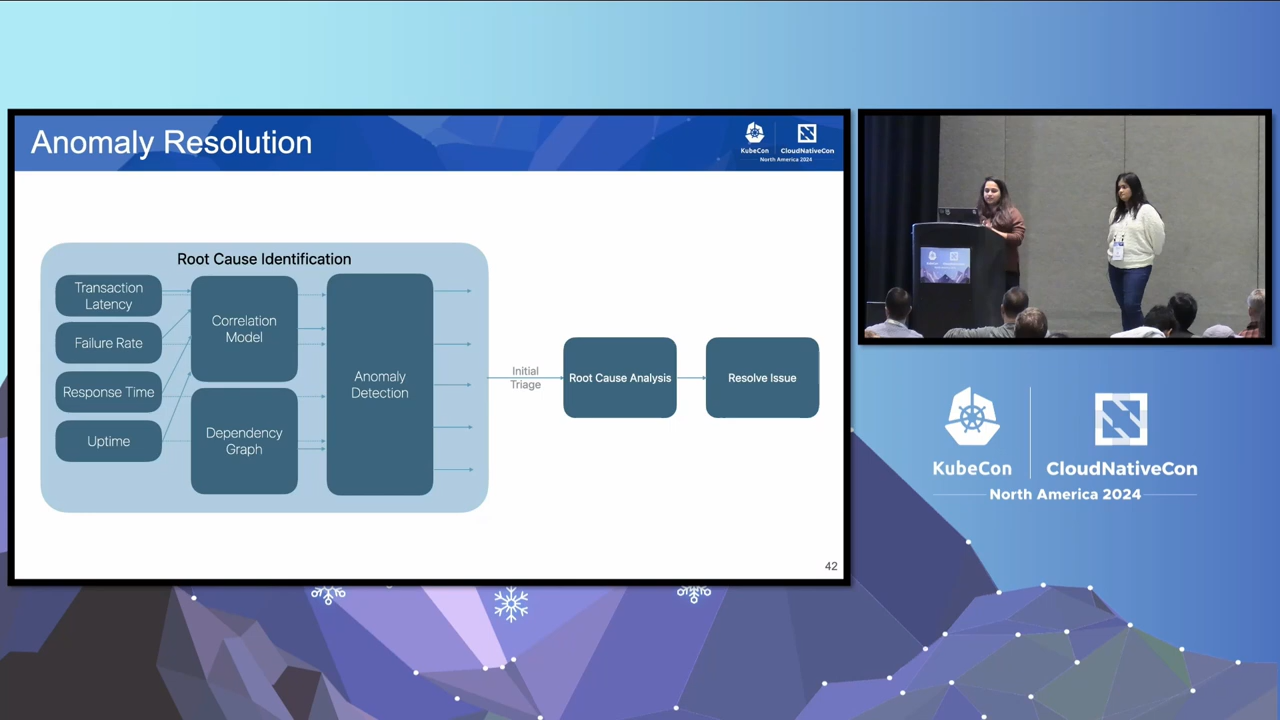 Anomaly Resolution
KubeCon
CloudNativeCon
North America 2024
Root Cause Identification
Transaction
Latency
Failure Rate
Response Time
Uptime
Correlation
Model
Dependency
Graph
Anomaly
Detection
Initial
Triage
Root Cause Analysis
Resolve Issue
42
KubeCon
CloudNativeCon
North America 2024